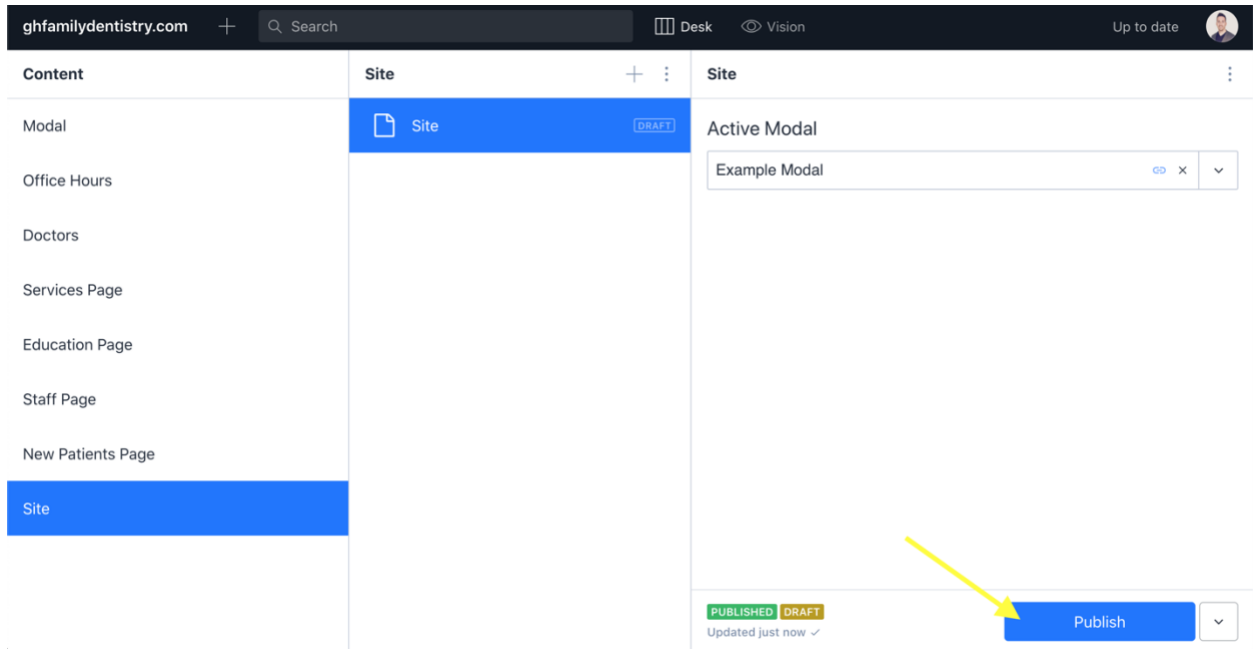 ghfamilydentistry.com Search Desk Vision Up to date
Content
Modal
Office Hours
Doctors
Services Page
Education Page
Staff Page
New Patients Page
Site
Site
Site DRAFT
Site
Active Modal
Example Modal
PUBLISHED DRAFT
Updated just now
Publish